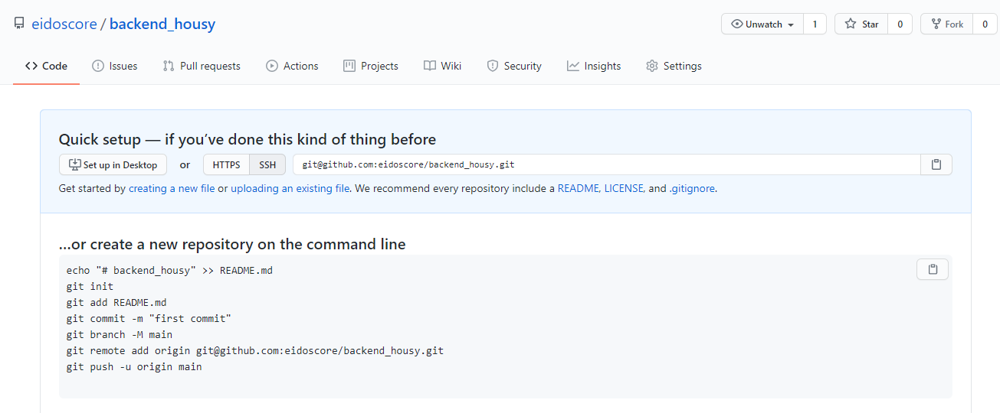 eidoscore / backend_housy
Unwatch 1 Star 0 Fork 0
Code Issues Pull requests Actions Projects Wiki Security Insights Settings
Quick setup — if you’ve done this kind of thing before
Set up in Desktop or HTTPS SSH git@github.com:eidoscore/backend_housy.git
Get started by creating a new file or uploading an existing file. We recommend every repository include a README, LICENSE, and .gitignore.
…or create a new repository on the command line
echo "# backend_housy" >> README.md
git init
git add README.md
git commit -m "first commit"
git branch -M main
git remote add origin git@github.com:eidoscore/backend_housy.git
git push -u origin main